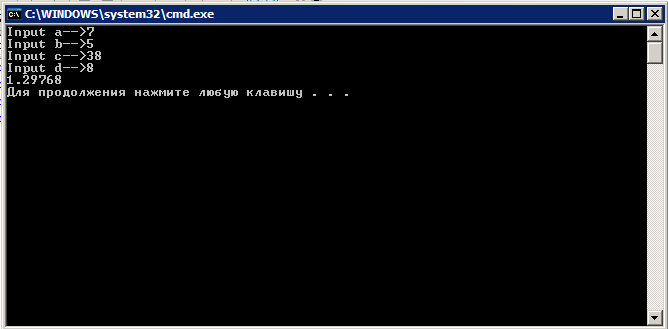 C:\WINDOWS\system32\cmd.exe
Input a-->7
Input b-->5
Input c-->38
Input d-->8
1.29768
Для продолжения нажмите любую клавишу . . .